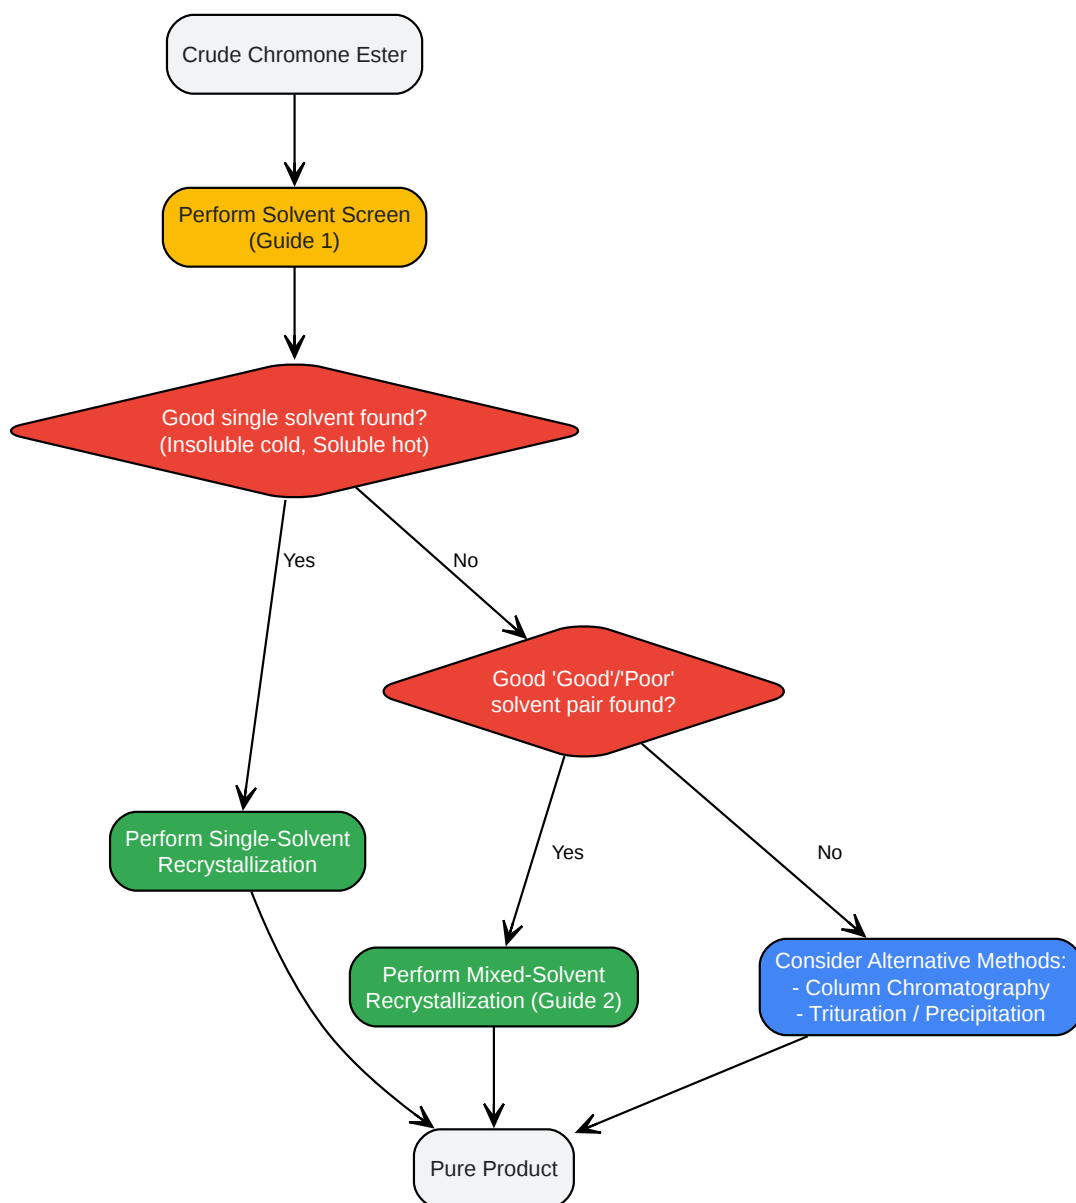 Crude Chromone Ester
Perform Solvent Screen
(Guide 1)
Good single solvent found?
(Insoluble cold, Soluble hot)
Yes
No
Good 'Good'/'Poor'
solvent pair found?
Perform Single-Solvent
Recrystallization
Yes
No
Perform Mixed-Solvent
Recrystallization (Guide 2)
Consider Alternative Methods:
- Column Chromatography
- Trituration / Precipitation
Pure Product